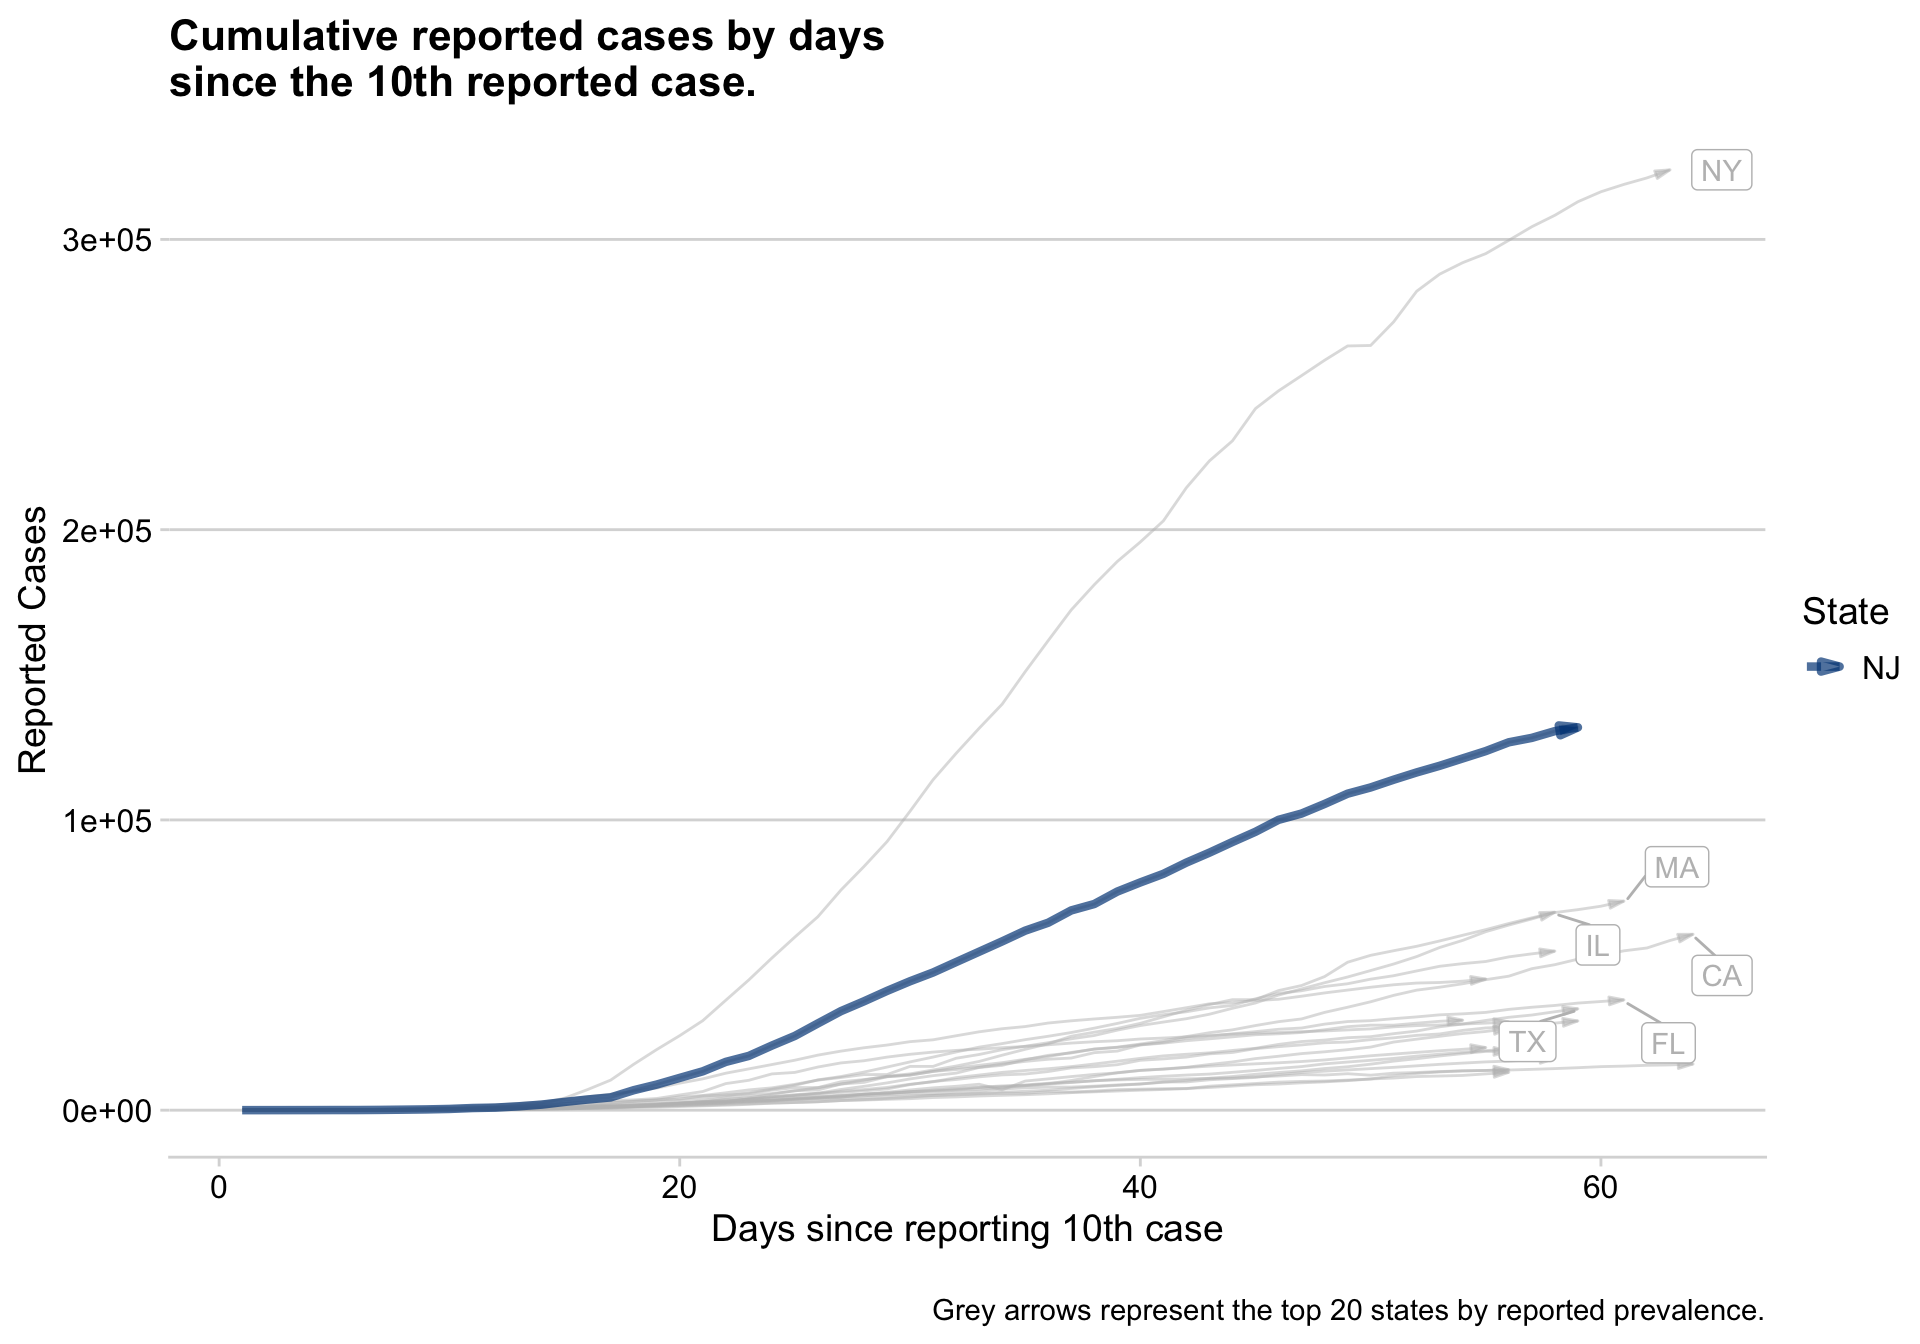 Cumulative reported cases by days
since the 10th reported case.
NY
3e+05
2e+05
1e+05
0e+00
Reported Cases
State
NJ
MA
IL
CA
TX
FL
0
20
40
60
Days since reporting 10th case
Grey arrows represent the top 20 states by reported prevalence.